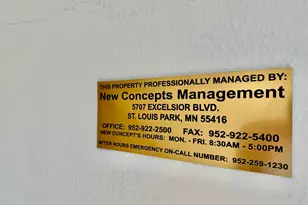 THIS PROPERTY PROFESSIONALLY MANAGED BY:
New Concepts Management
5707 EXCELSIOR BLVD.
ST. LOUIS PARK, MN 55416
OFFICE: 952-922-2500 FAX: 952-922-5400
NEW CONCEPT'S HOURS: MON. - FRI. 8:30AM - 5:00PM
AFTER HOURS EMERGENCY ON-CALL NUMBER: 952-259-1230